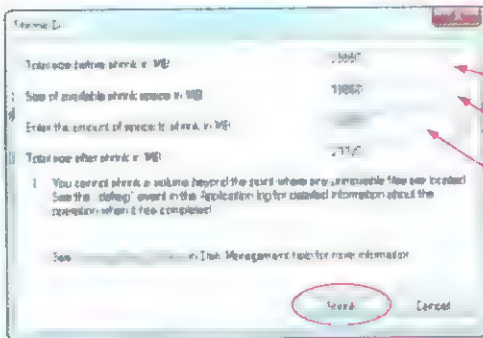 Shrink D:
Total size before shrink in MB:
Size of available shrink space in MB:
Enter the amount of space to shrink in MB:
Total size after shrink in MB:
You cannot shrink a volume beyond the point where any unmovable files are located.
See the "defrag" event in the Application log for detailed information about the
operation when it has completed.
See in Disk Management help for more information
Shrink Cancel